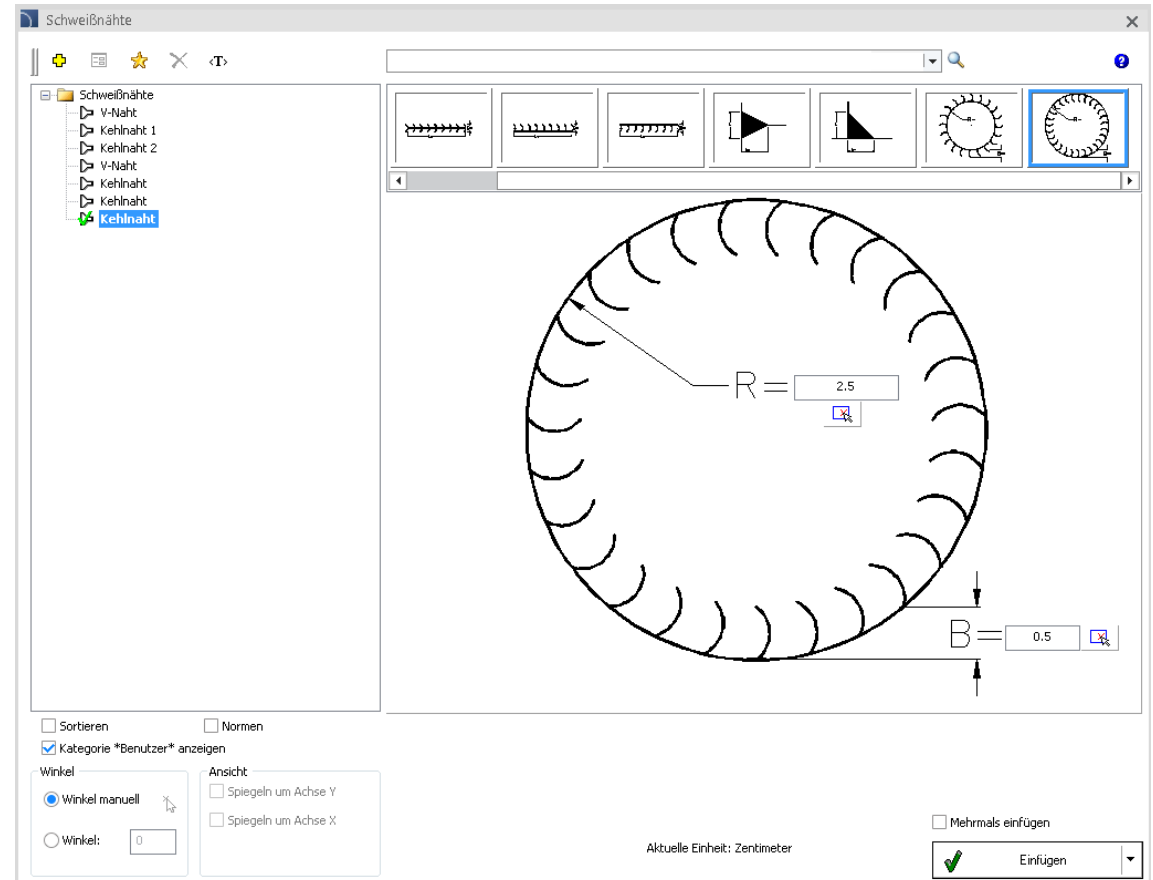 Schweißnähte
‹T›
Schweißnähte
V-Naht
Kehlnaht 1
Kehlnaht 2
V-Naht
Kehlnaht
Kehlnaht
Kehlnaht
R= 2.5
B= 0.5
Sortieren
Normen
Kategorie *Benutzer* anzeigen
Winkel
Winkel manuell
Winkel: 0
Ansicht
Spiegeln um Achse Y
Spiegeln um Achse X
Aktuelle Einheit: Zentimeter
Mehrmals einfügen
Einfügen